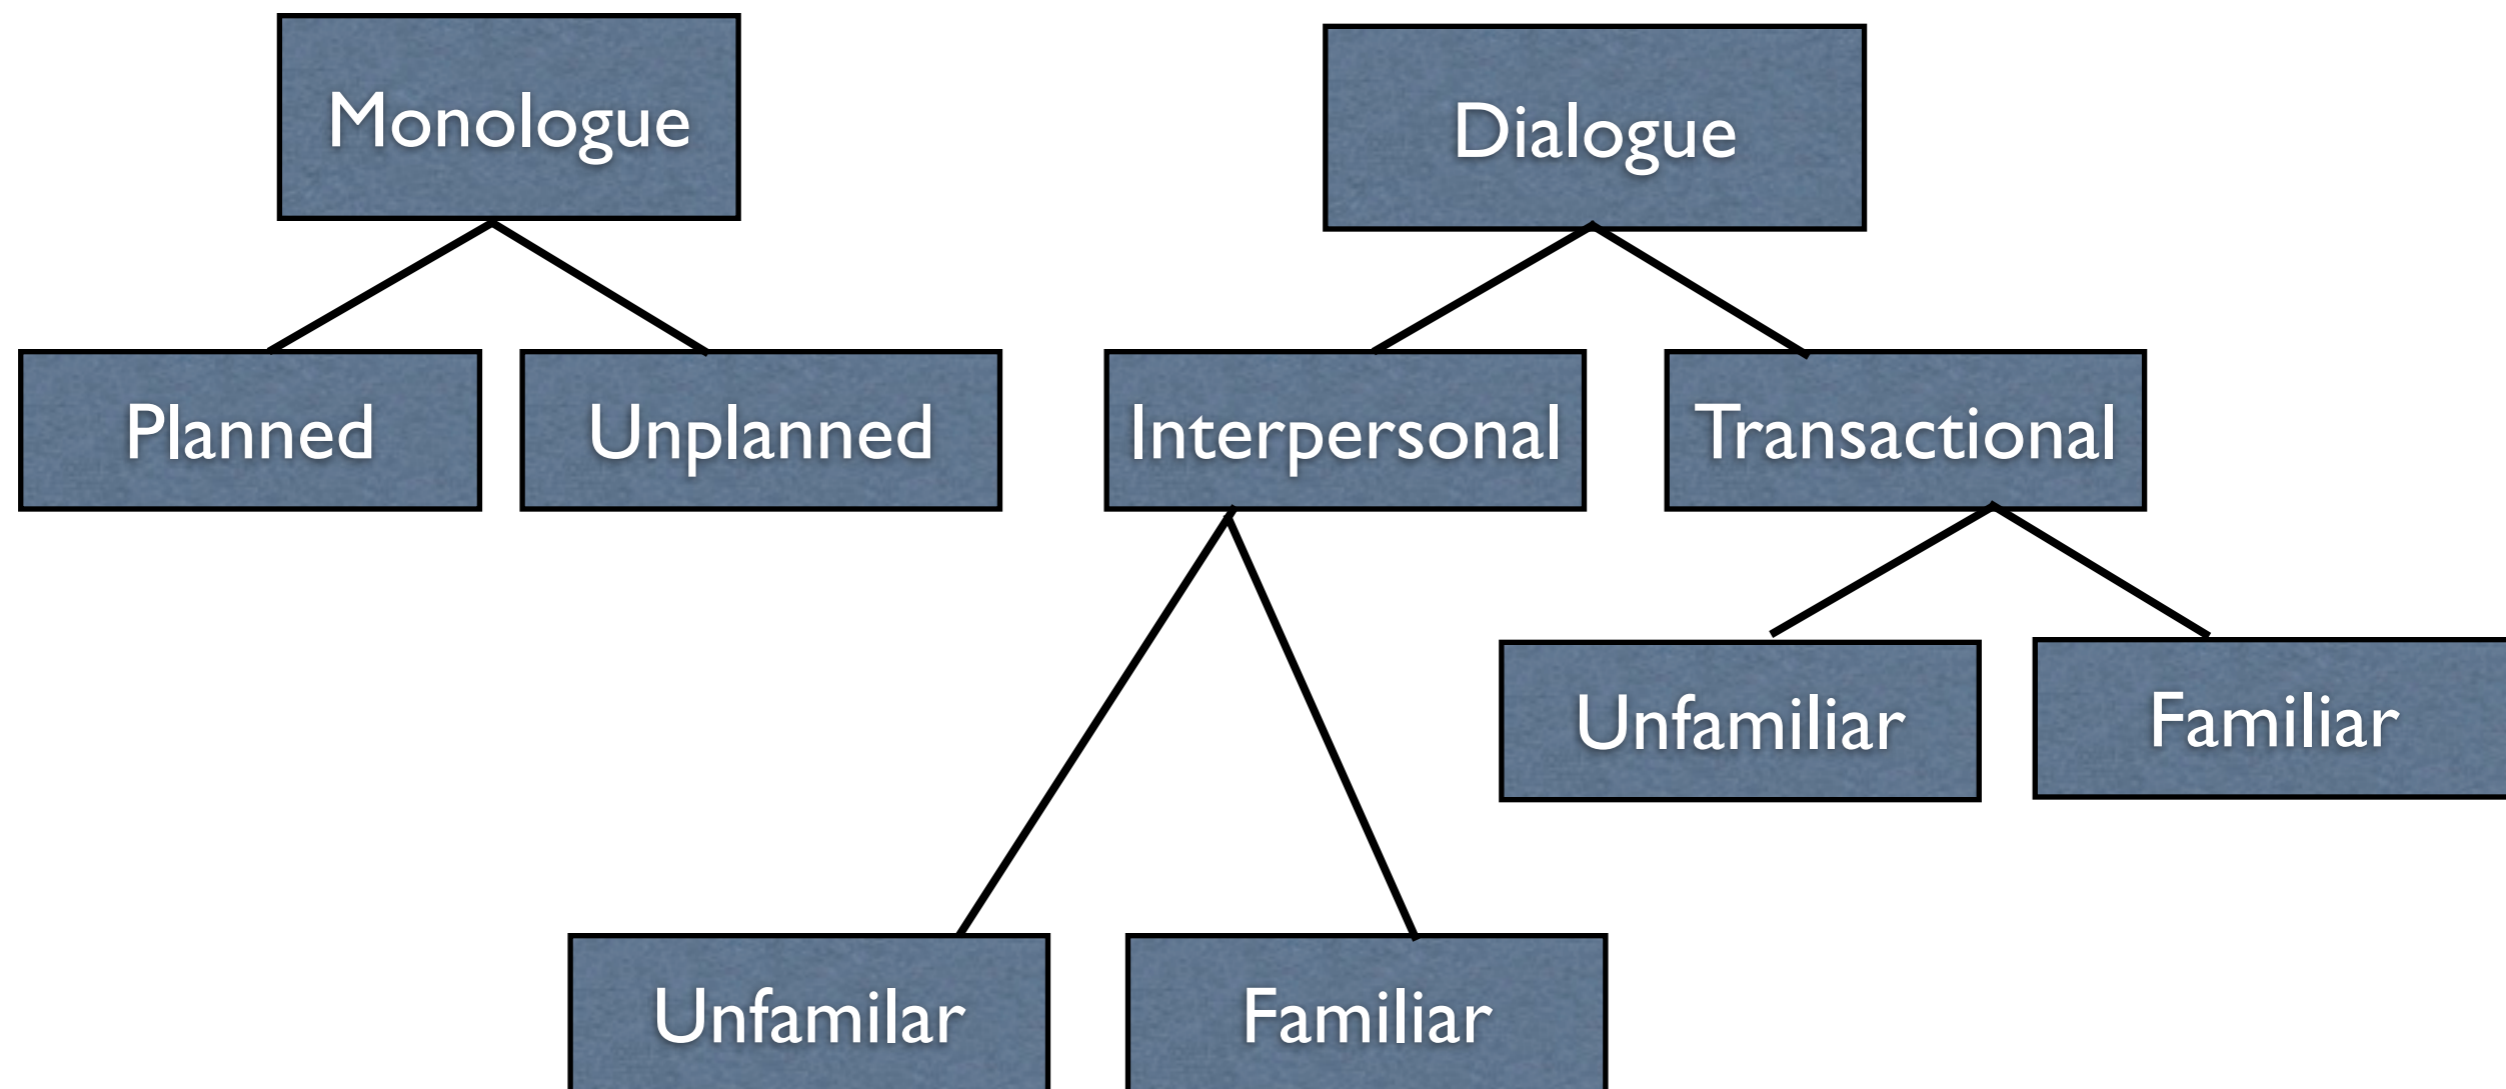 Monologue
Dialogue
Planned
Unplanned
Interpersonal
Transactional
Unfamiliar
Familiar
Unfamilar
Familiar